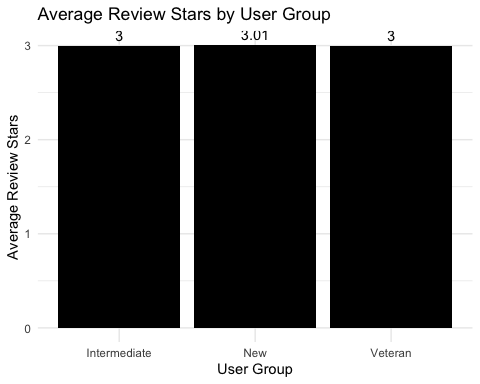 Average Review Stars by User Group
3 3.01 3
3
2
1
0
Average Review Stars
Intermediate New Veteran
User Group